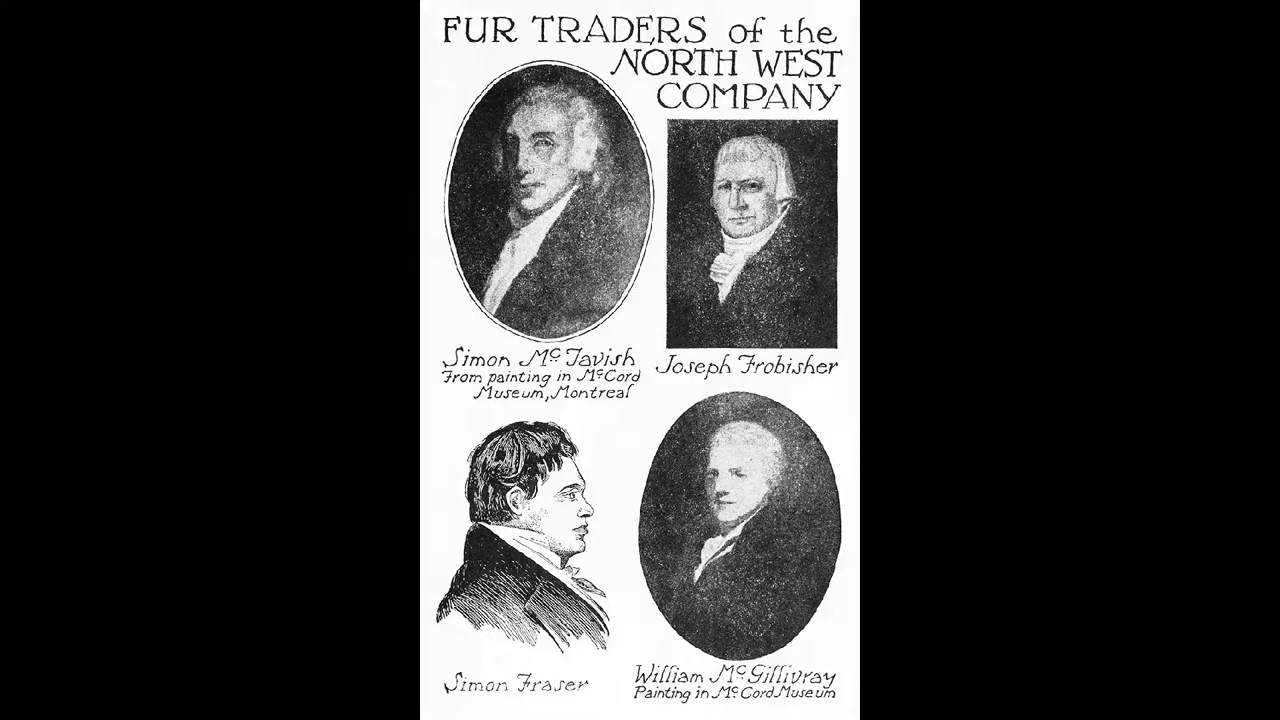 FUR TRADERS of the
NORTH WEST
COMPANY
Simon McTavish
From painting in McCord
Museum, Montreal
Joseph Frobisher
Simon Fraser
William McGillivray
Painting in McCord Museum